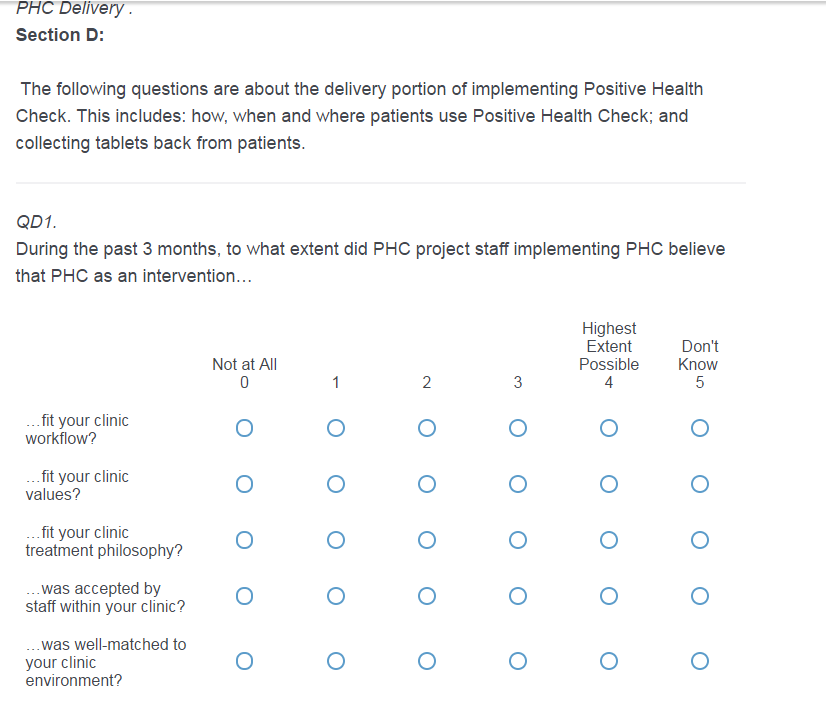 PHC Delivery .
Section D:
The following questions are about the delivery portion of implementing Positive Health
Check. This includes: how, when and where patients use Positive Health Check; and
collecting tablets back from patients.
QD1.
During the past 3 months, to what extent did PHC project staff implementing PHC believe
that PHC as an intervention…
Not at All
0
1
2
3
Highest
Extent
Possible
4
Don't
Know
5
…fit your clinic
workflow?
…fit your clinic
values?
…fit your clinic
treatment philosophy?
…was accepted by
staff within your clinic?
…was well-matched to
your clinic
environment?